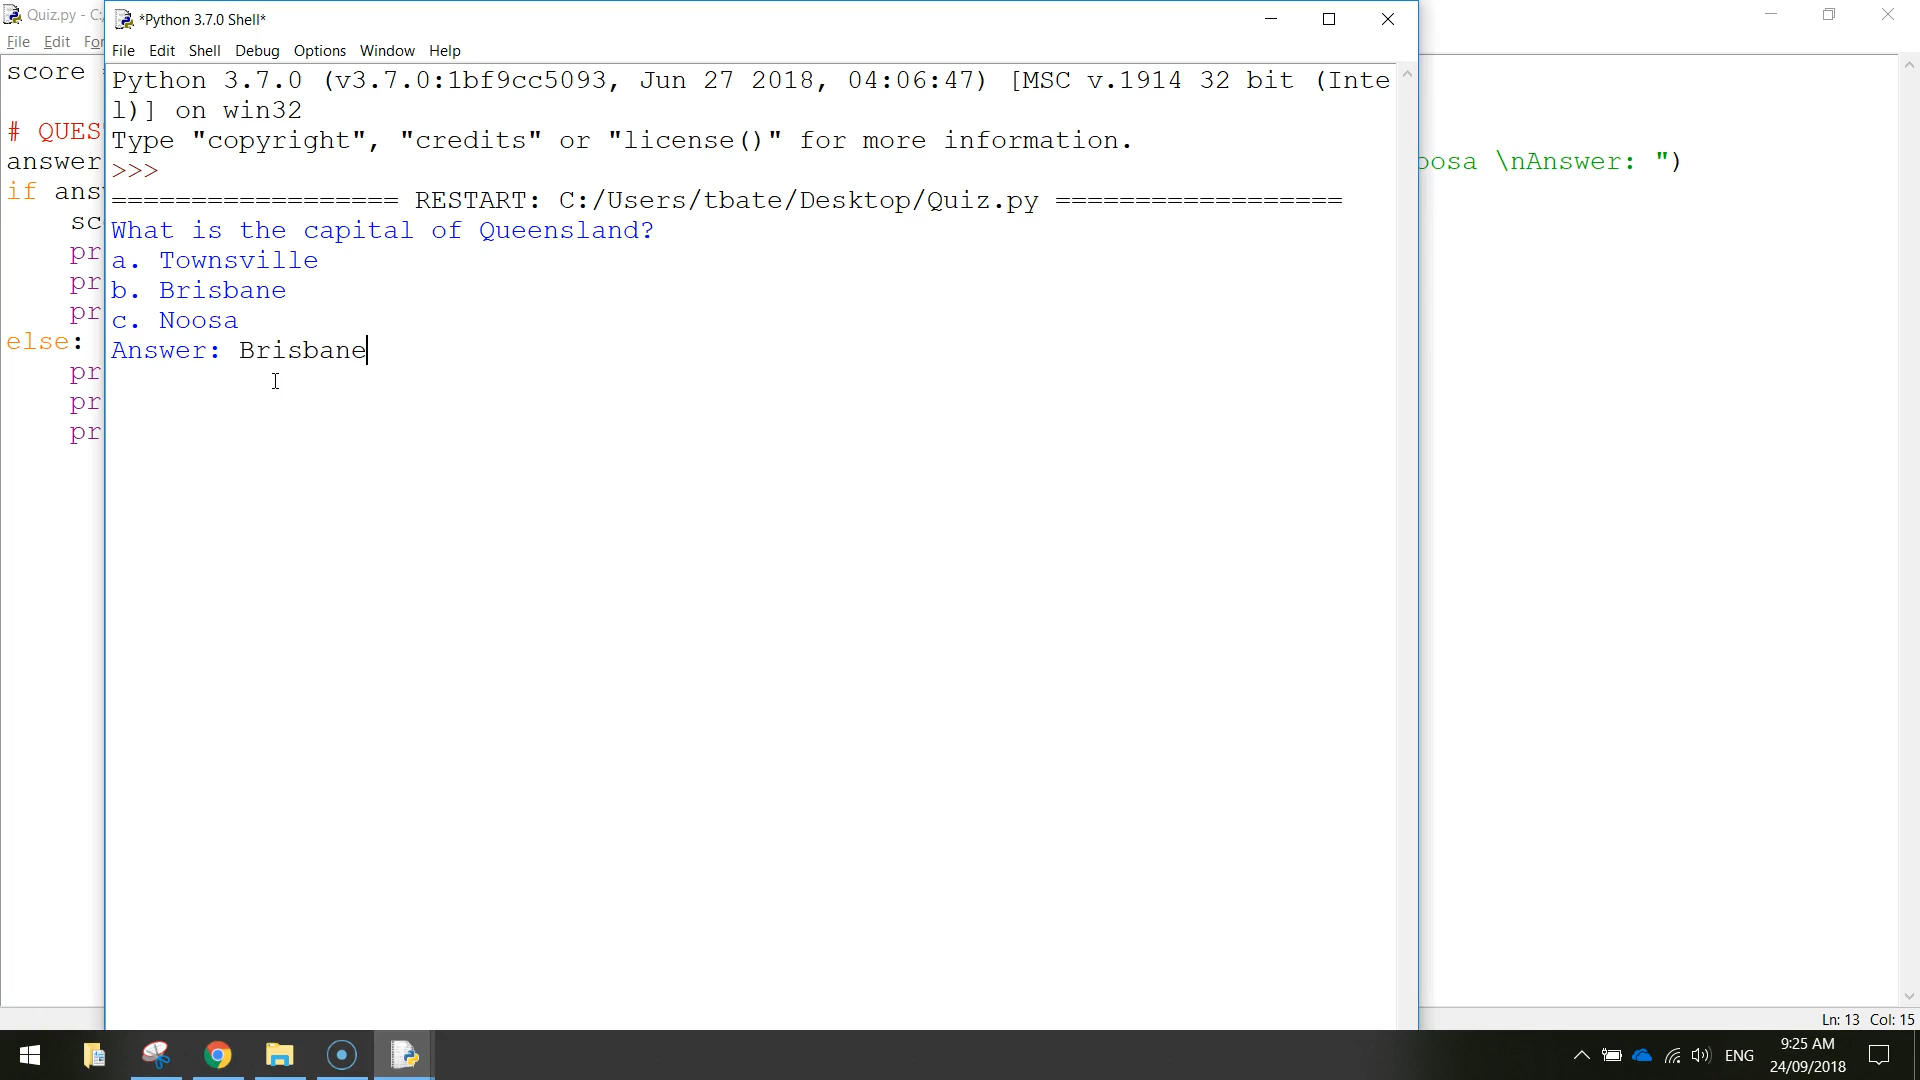 Quiz.py - C:
*Python 3.7.0 Shell*
File Edit
File Edit Shell Debug Options Window Help
score
Python 3.7.0 (v3.7.0:1bf9cc5093, Jun 27 2018, 04:06:47) [MSC v.1914 32 bit (Inte
l)] on win32
# QUES
Type "copyright", "credits" or "license()" for more information.
answer
oosa \nAnswer: ")
>>>
if ans
================== RESTART: C:/Users/tbate/Desktop/Quiz.py ==================
sc
What is the capital of Queensland?
pr
a. Townsville
pr
b. Brisbane
pr
c. Noosa
else:
Answer: Brisbane
pr
pr
pr
Ln: 13 Col: 15
ENG
9:25 AM
24/09/2018